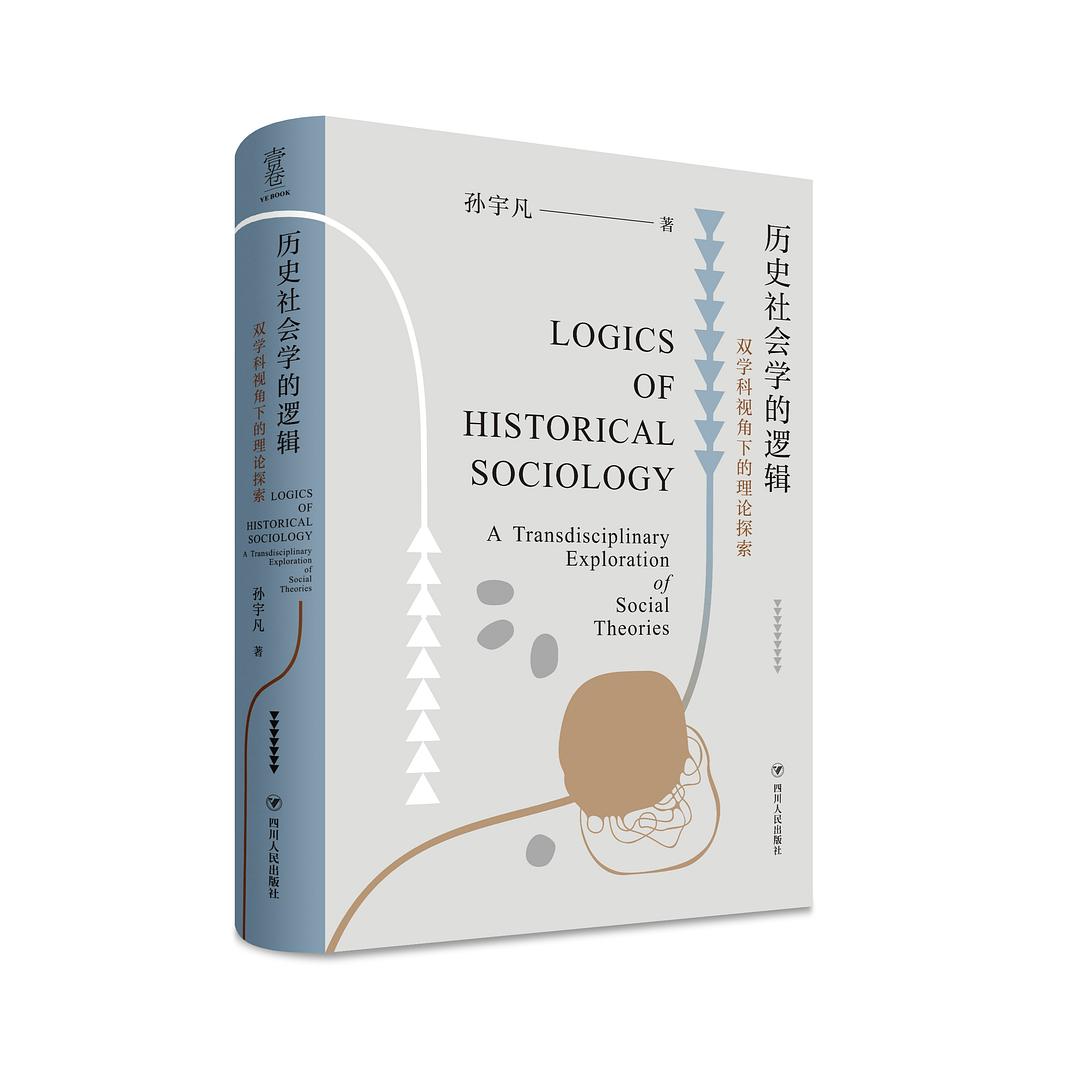 壹卷
YE BOOK
历史社会学的逻辑
双学科视角下的理论探索
LOGICS
OF
HISTORICAL
SOCIOLOGY
A Transdisciplinary
Exploration
of
Social
Theories
孙宇凡 著
四川人民出版社
孙宇凡 著
LOGICS
OF
HISTORICAL
SOCIOLOGY
A Transdisciplinary
Exploration
of
Social
Theories
历史社会学的逻辑
双学科视角下的理论探索
四川人民出版社